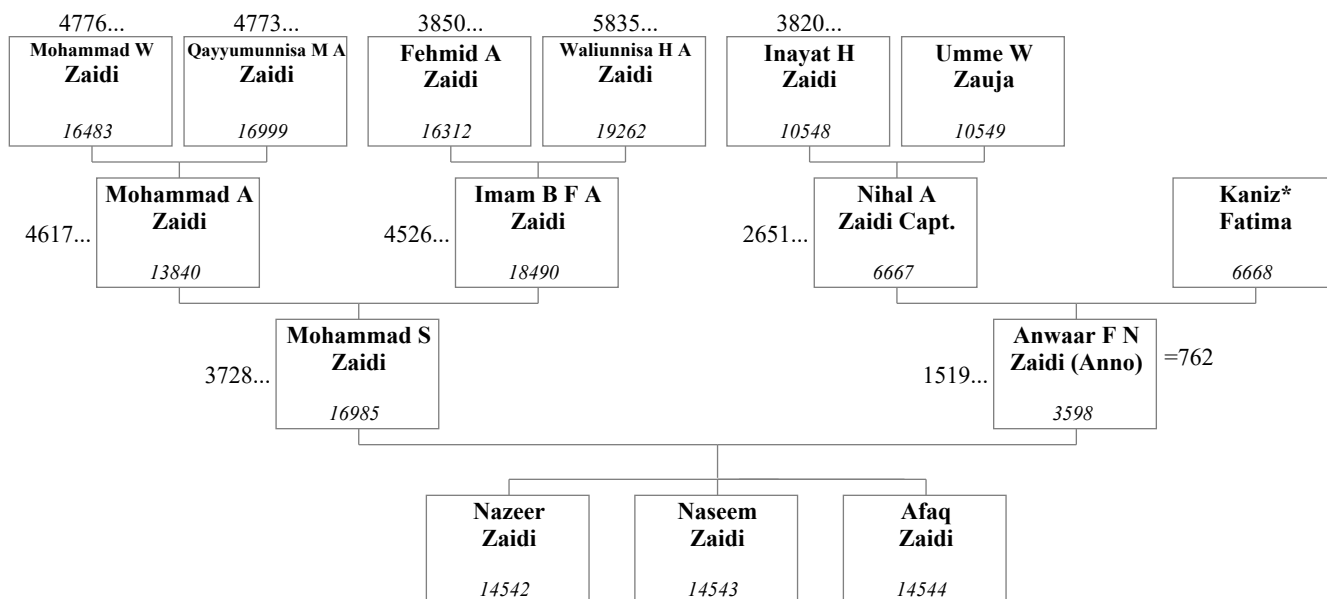 4776...
4773...
3850...
5835...
3820...
Mohammad W
Zaidi
16483
Qayyumunnisa M A
Zaidi
16999
Fehmid A
Zaidi
16312
Waliunnisa H A
Zaidi
19262
Inayat H
Zaidi
10548
Umme W
Zauja
10549
4617...
Mohammad A
Zaidi
13840
4526...
Imam B F A
Zaidi
18490
2651...
Nihal A
Zaidi Capt.
6667
Kaniz*
Fatima
6668
3728...
Mohammad S
Zaidi
16985
1519...
Anwaar F N
Zaidi (Anno)
3598
=762
Nazeer
Zaidi
14542
Naseem
Zaidi
14543
Afaq
Zaidi
14544